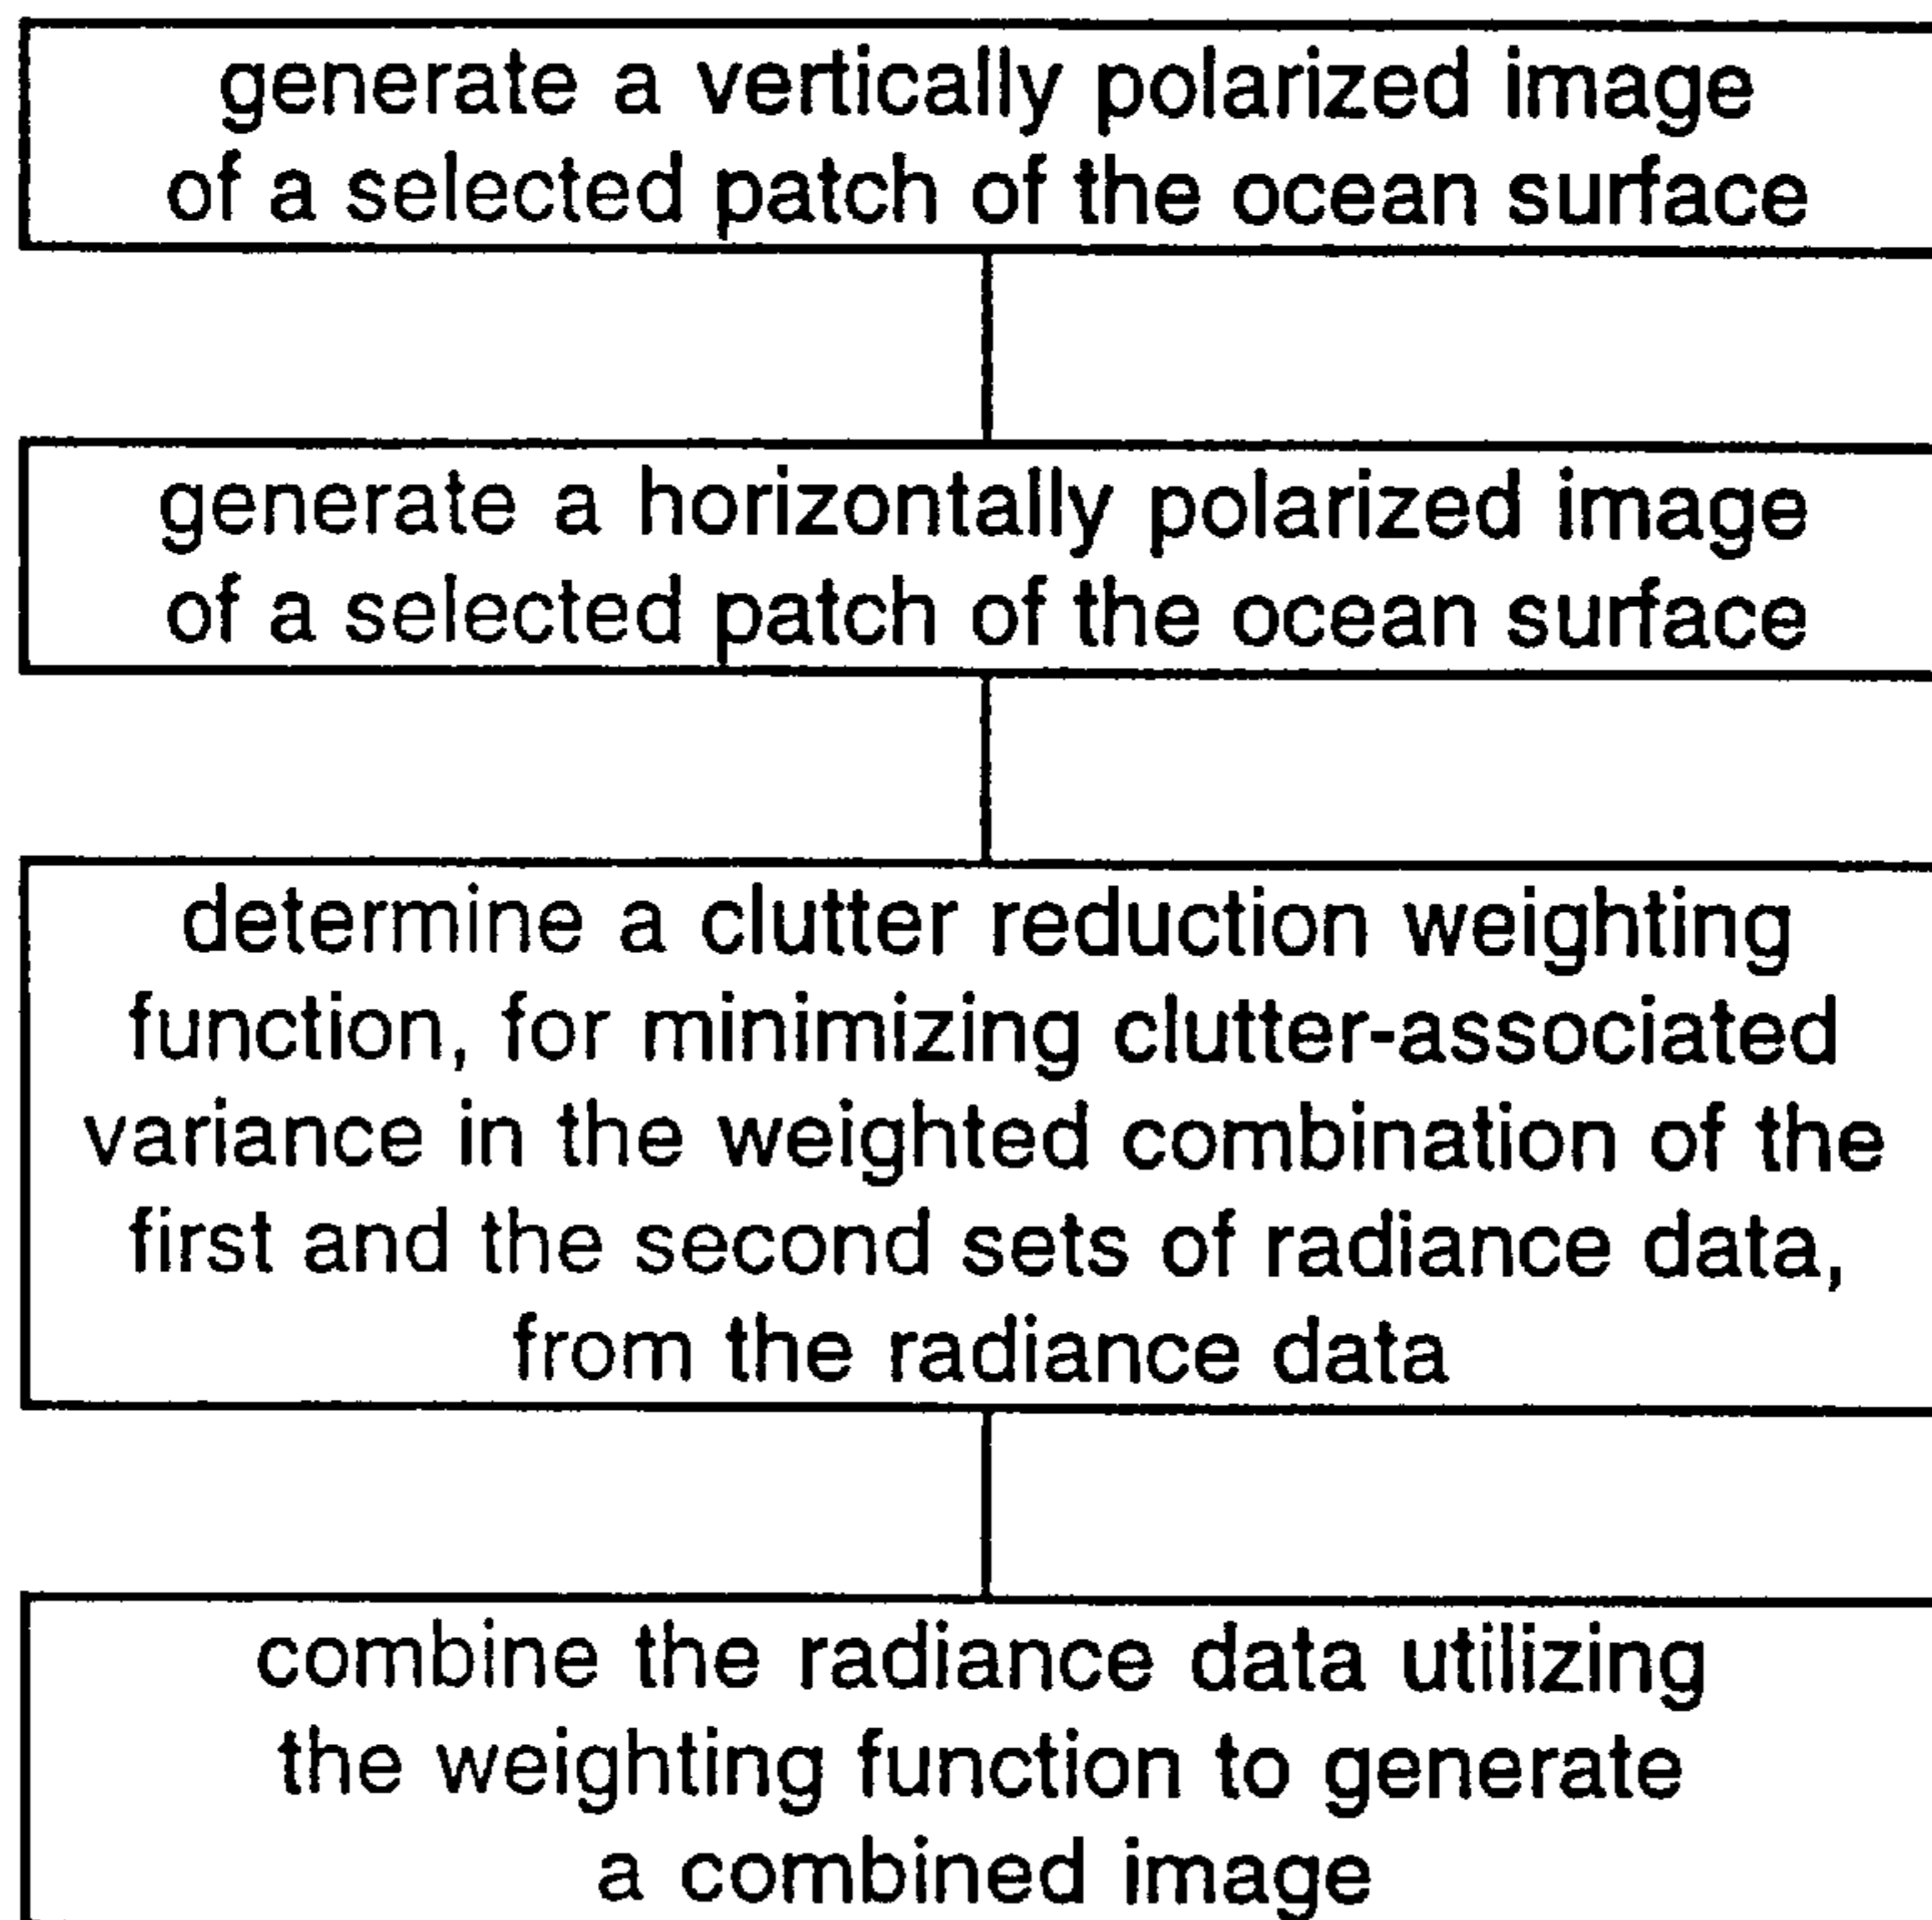 generate a vertically polarized image
of a selected patch of the ocean surface
generate a horizontally polarized image
of a selected patch of the ocean surface
determine a clutter reduction weighting
function, for minimizing clutter-associated
variance in the weighted combination of the
first and the second sets of radiance data,
from the radiance data
combine the radiance data utilizing
the weighting function to generate
a combined image